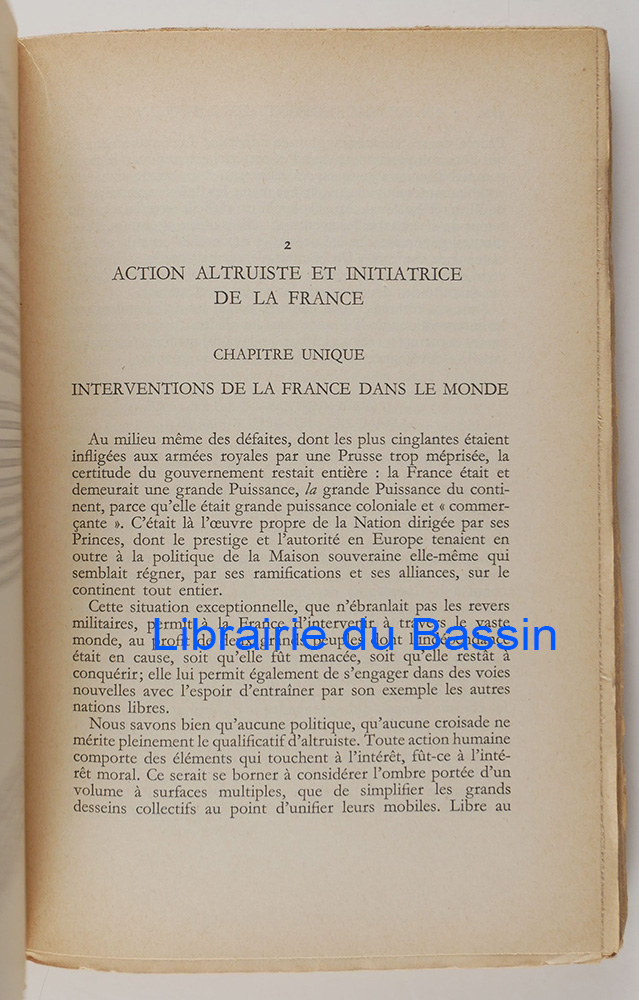 2
ACTION ALTRUISTE ET INITIATRICE
DE LA FRANCE
CHAPITRE UNIQUE
INTERVENTIONS DE LA FRANCE DANS LE MONDE
Au milieu même des défaites, dont les plus cinglantes étaient
infligées aux armées royales par une Prusse trop méprisée, la
certitude du gouvernement restait entière : la France était et
demeurait une grande Puissance, la grande Puissance du conti-
nent, parce qu'elle était grande puissance coloniale et « commer-
çante ». C'était là l'œuvre propre de la Nation dirigée par ses
Princes, dont le prestige et l'autorité en Europe tenaient en
outre à la politique de la Maison souveraine elle-même qui
semblait régner, par ses ramifications et ses alliances, sur le
continent tout entier.
Cette situation exceptionnelle, que n'ébranlait pas les revers
militaires, permit à la France d'intervenir à travers le vaste
monde, au profit de deux grands peuples dont l'indépendance
Librairie du Bassin
était en cause, soit qu'elle fût menacée, soit qu'elle restât à
conquérir; elle lui permit également de s'engager dans des voies
nouvelles avec l'espoir d'entraîner par son exemple les autres
nations libres.
Nous savons bien qu'aucune politique, qu'aucune croisade ne
mérite pleinement le qualificatif d'altruiste. Toute action humaine
comporte des éléments qui touchent à l'intérêt, fût-ce à l'inté-
rêt moral. Ce serait se borner à considérer l'ombre portée d'un
volume à surfaces multiples, que de simplifier les grands
desseins collectifs au point d'unifier leurs mobiles. Libre au